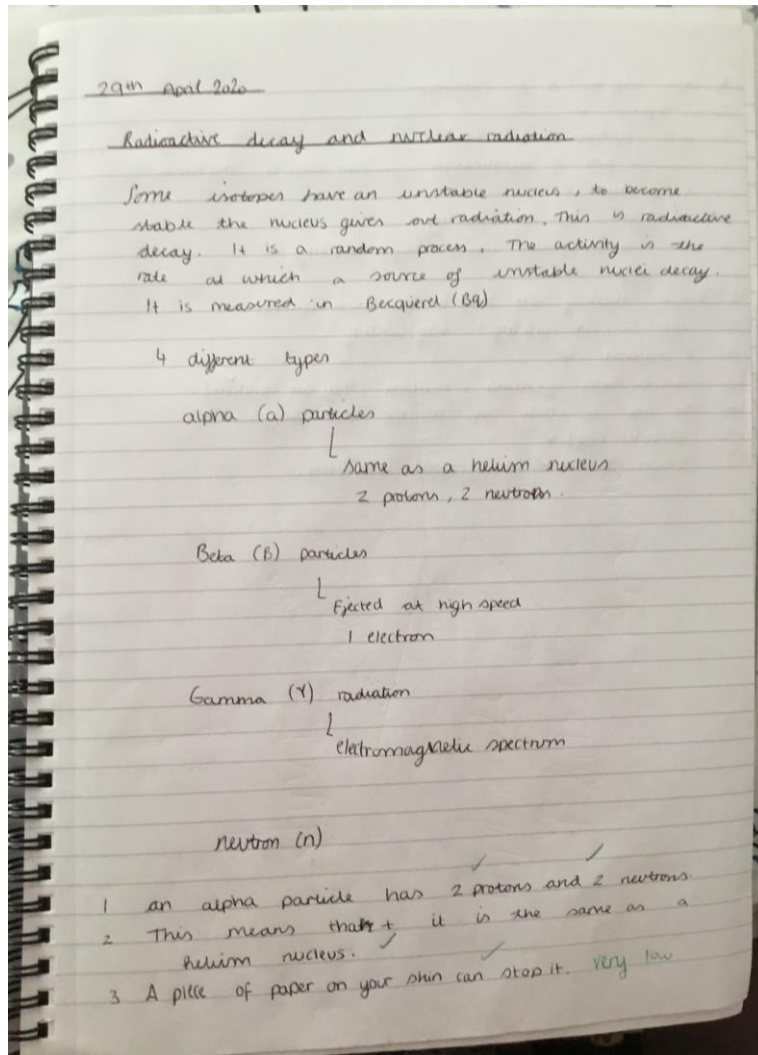 29th April 2020
Radioactive decay and nuclear radiation
Some isotopes have an unstable nucleus, to become
stable the nucleus gives out radiation. This is radioactive
decay. It is a random process. The activity is the
rate at which a source of unstable nuclei decay.
It is measured in Becquerel (Bq)
4 different types
alpha (a) particles
same as a helium nucleus
2 protons, 2 neutrons.
Beta (B) particles
Ejected at high speed
1 electron
Gamma (γ) radiation
electromagnetic spectrum
neutron (n)
1 an alpha particle has 2 protons and 2 neutrons.
2 This means that it is the same as a
helium nucleus.
3 A piece of paper on your skin can stop it. very low